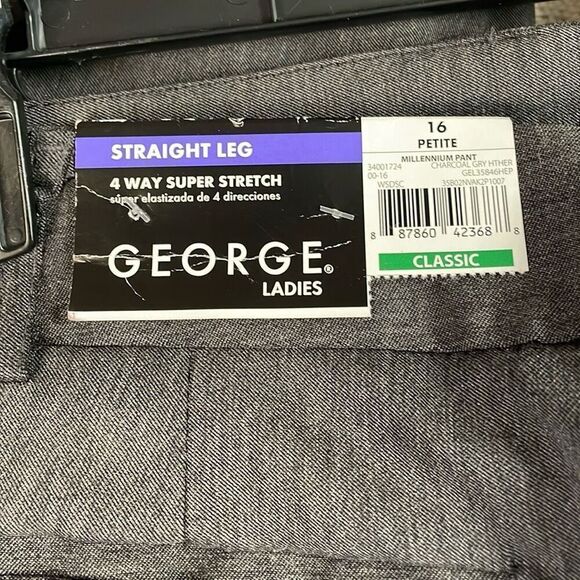 STRAIGHT LEG
4 WAY SUPER STRETCH
súper elastizada de 4 direcciones
GEORGE®
LADIES
16
PETITE
MILLENNIUM PANT
34001724 CHARCOAL GRY HTHER
00-16 GEL35846HEP
WSDSC 35B02NVAK2P1007
8 87860 42368 8
CLASSIC